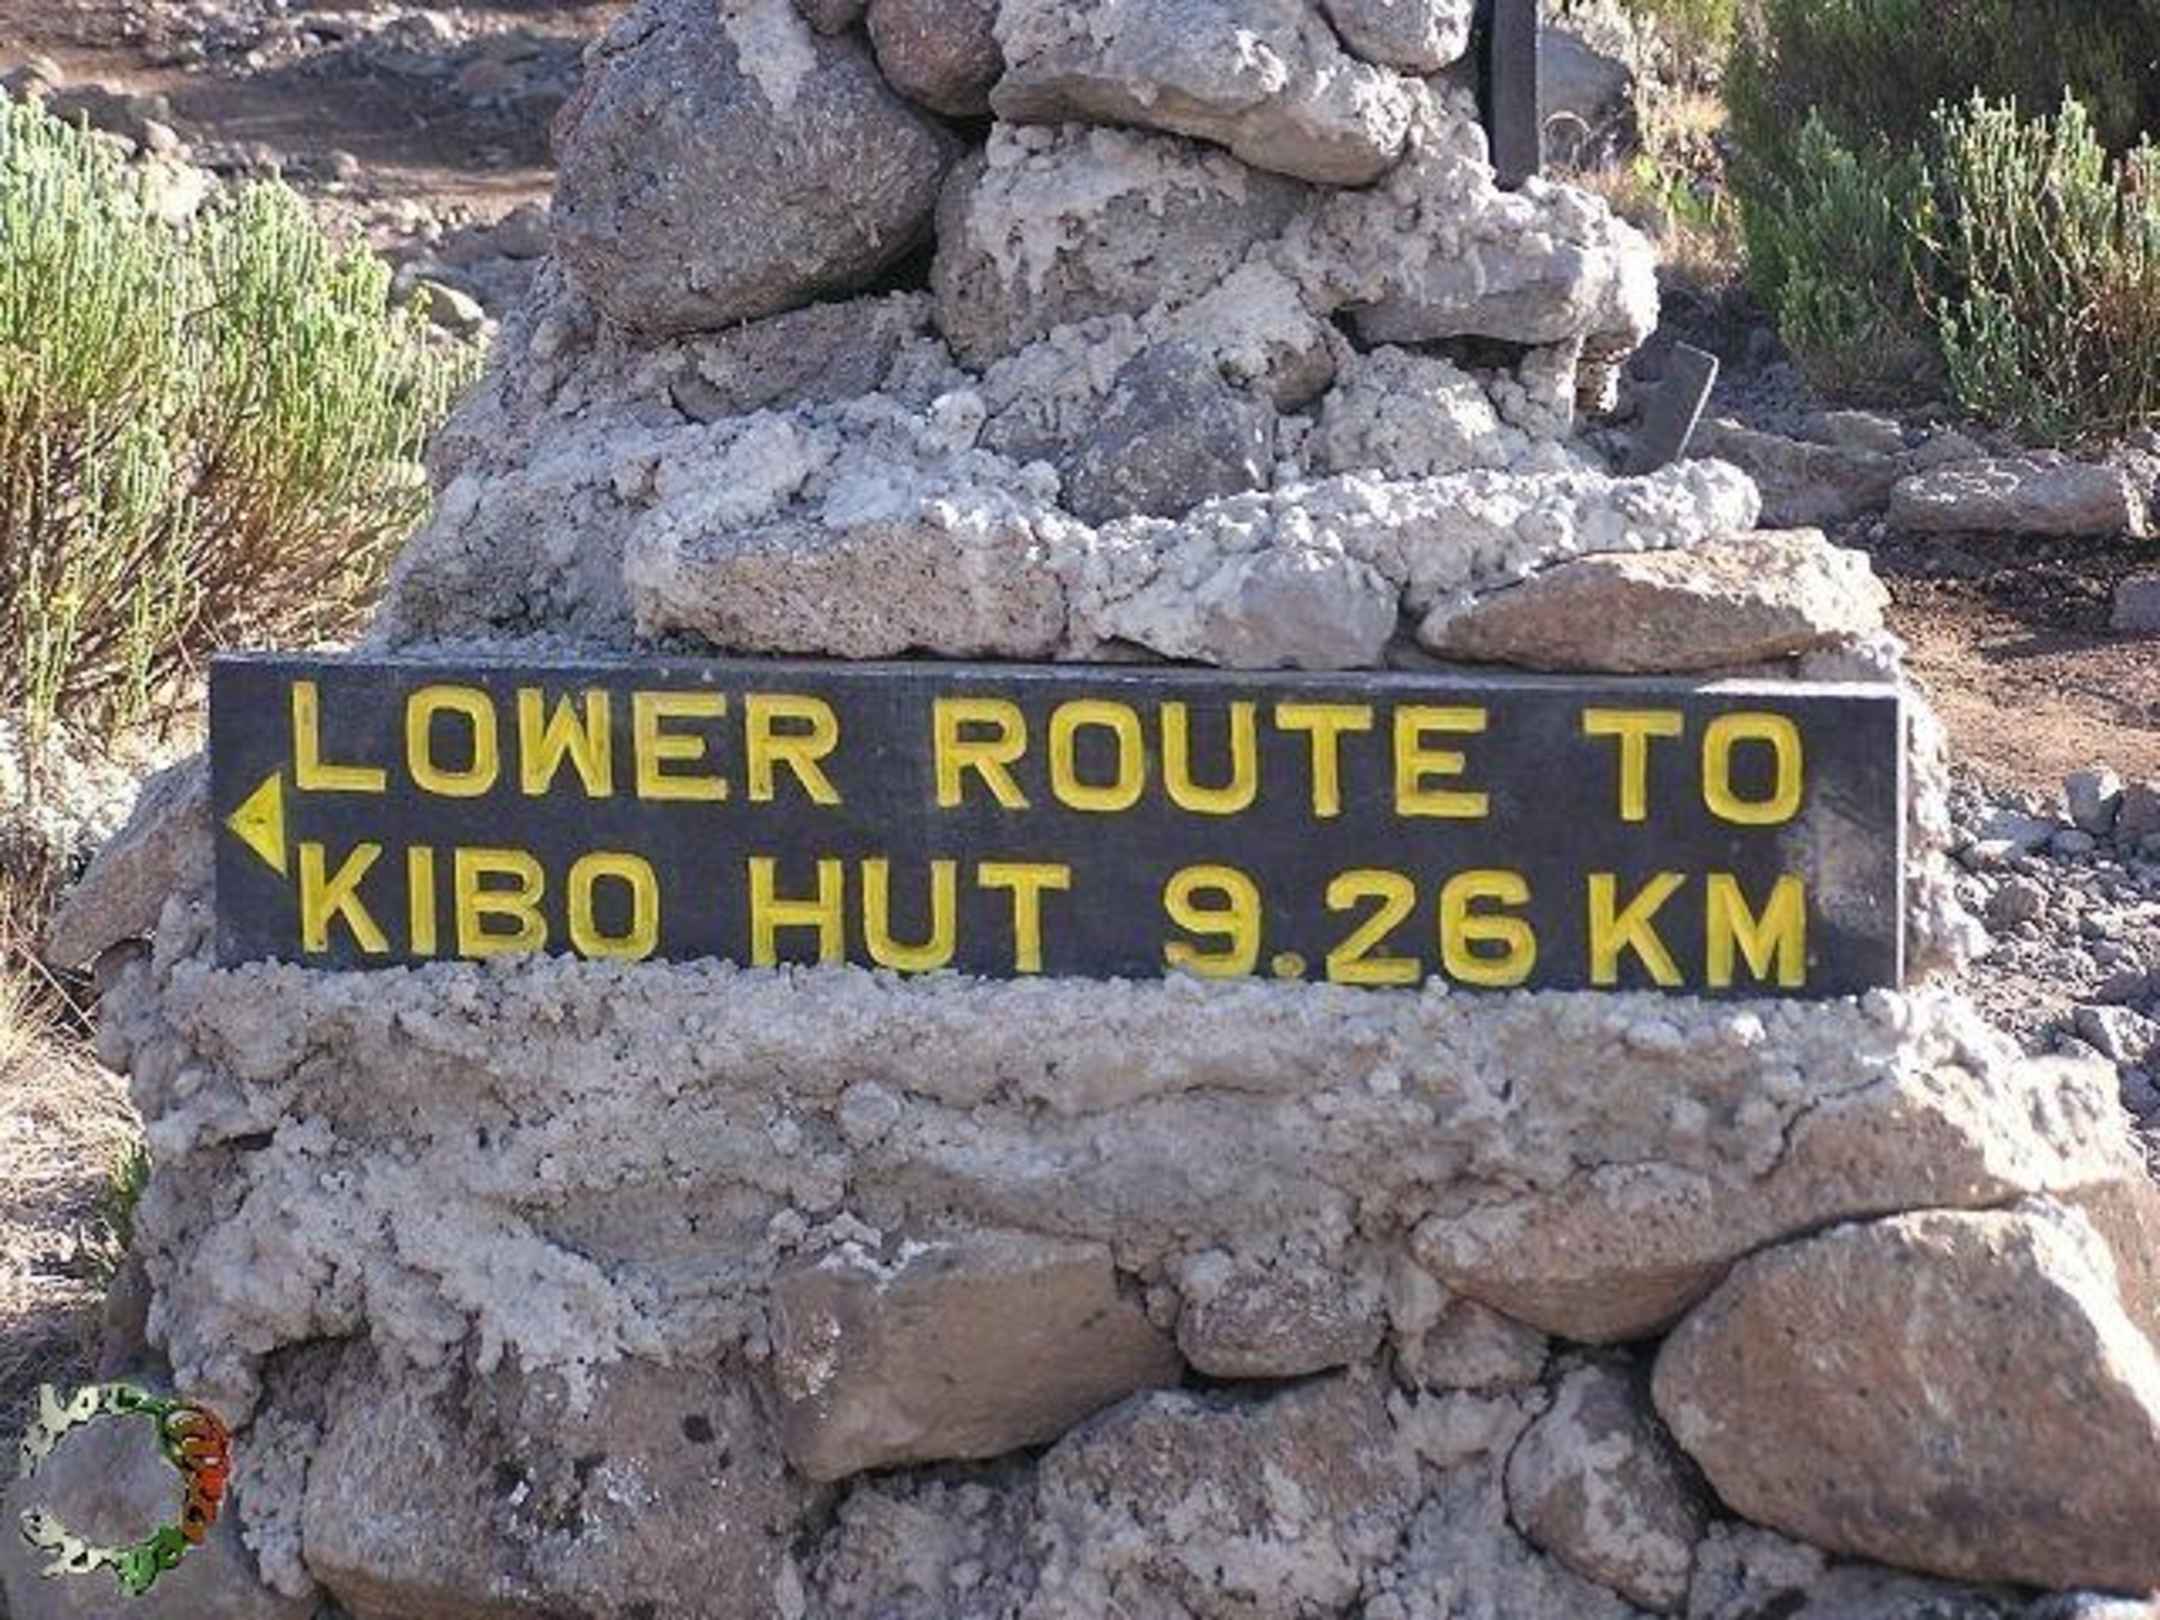 LOWER ROUTE TO
KIBO HUT 9.26 KM